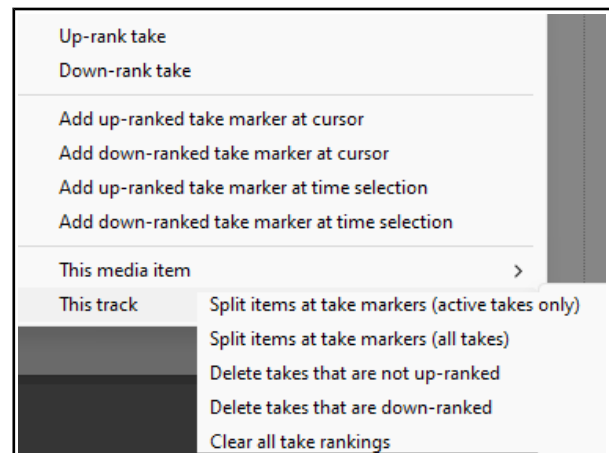 Up-rank take
Down-rank take
Add up-ranked take marker at cursor
Add down-ranked take marker at cursor
Add up-ranked take marker at time selection
Add down-ranked take marker at time selection
This media item
This track
Split items at take markers (active takes only)
Split items at take markers (all takes)
Delete takes that are not up-ranked
Delete takes that are down-ranked
Clear all take rankings